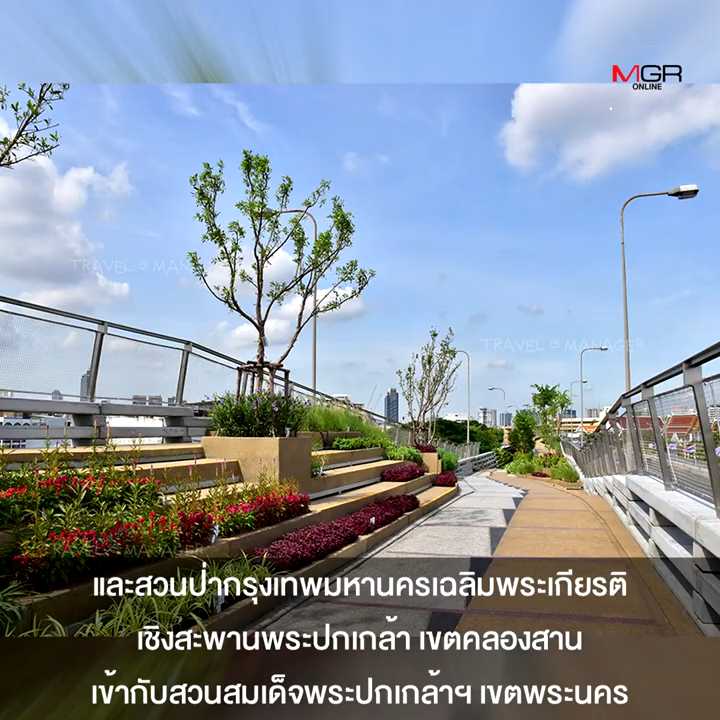 MGR
ONLINE
TRAVEL @ MANAGER
TRAVEL @ MANAGER
และสวนป่ากรุงเทพมหานครเฉลิมพระเกียรติ
เชิงสะพานพระปกเกล้า เขตคลองสาน
เข้ากับสวนสมเด็จพระปกเกล้าฯ เขตพระนคร